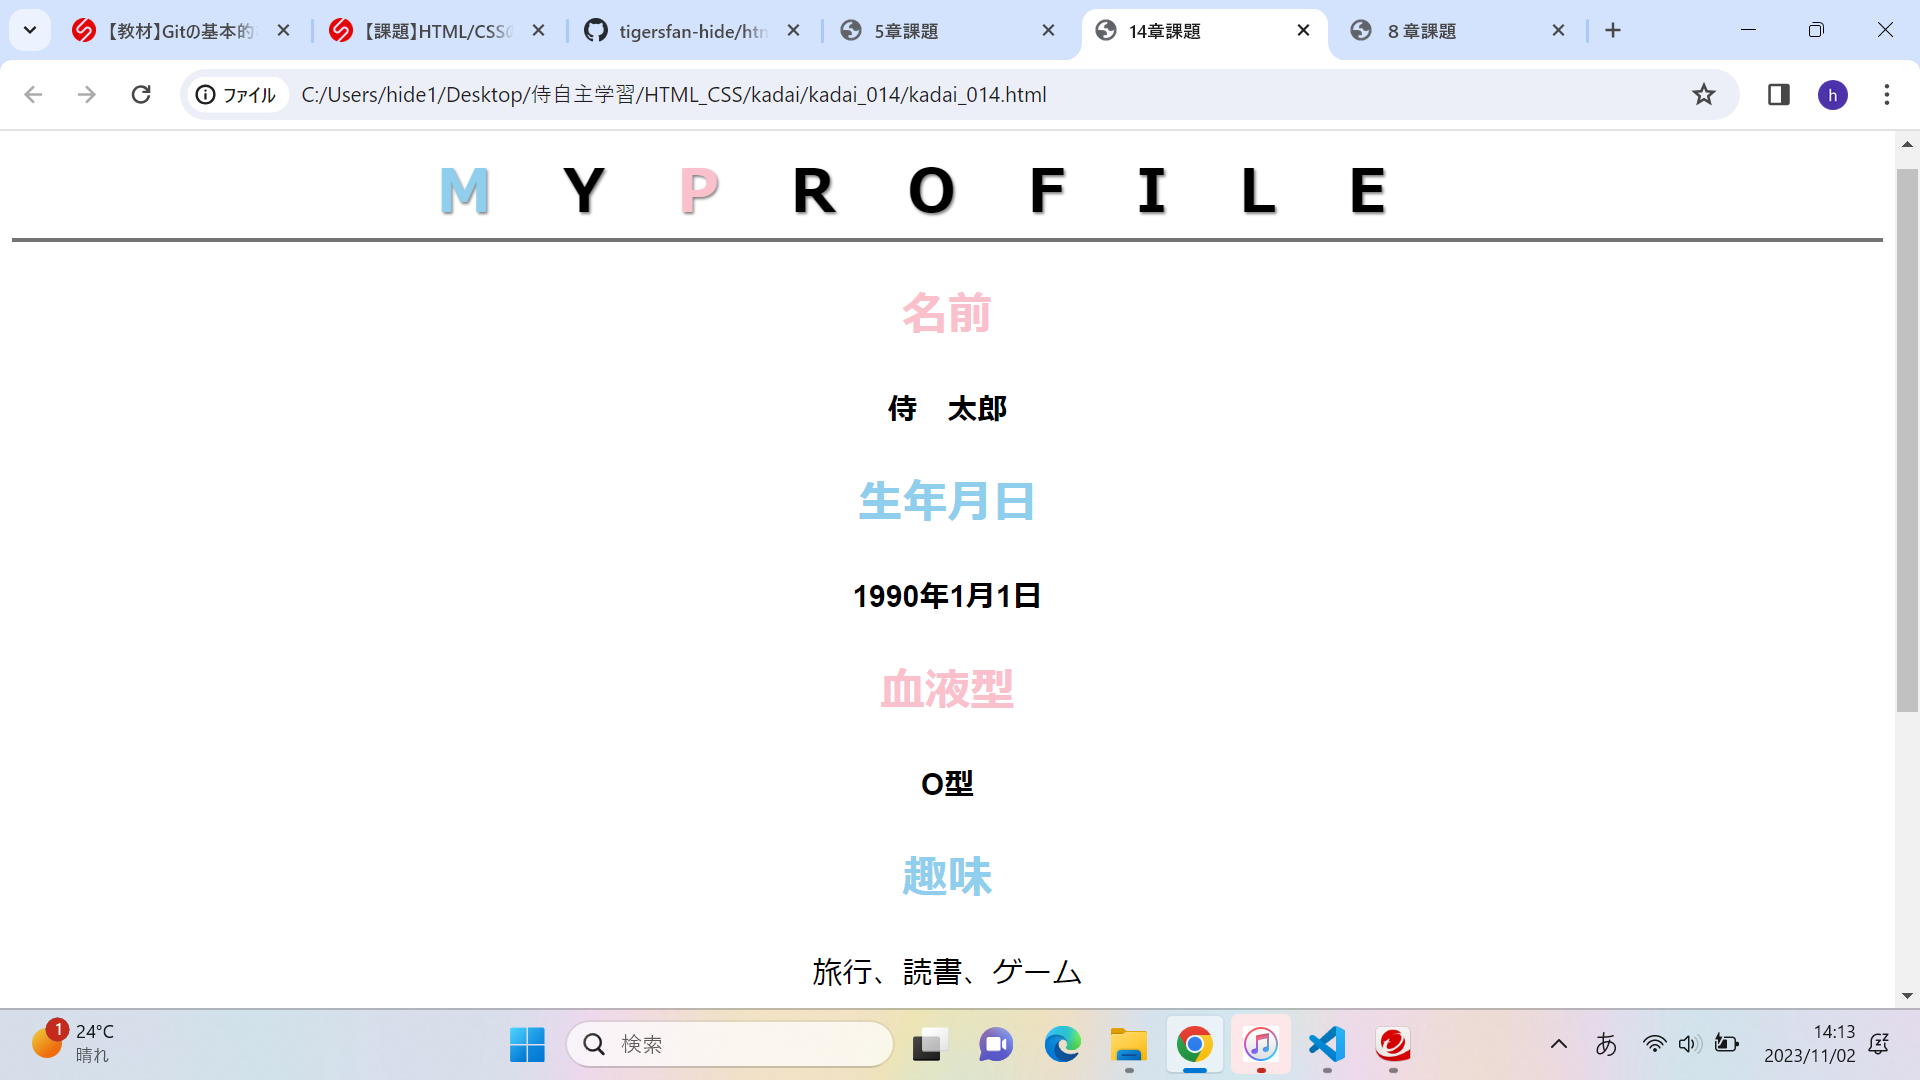 【教材】Gitの基本的
【課題】HTML/CSS
tigersfan-hide/htm
5章課題
14章課題
８章課題
ファイル
C:/Users/hide1/Desktop/侍自主学習/HTML_CSS/kadai/kadai_014/kadai_014.html
h
M Y P R O F I L E
名前
侍　太郎
生年月日
1990年1月1日
血液型
O型
趣味
旅行、読書、ゲーム
1
24°C
晴れ
検索
あ
14:13
2023/11/02